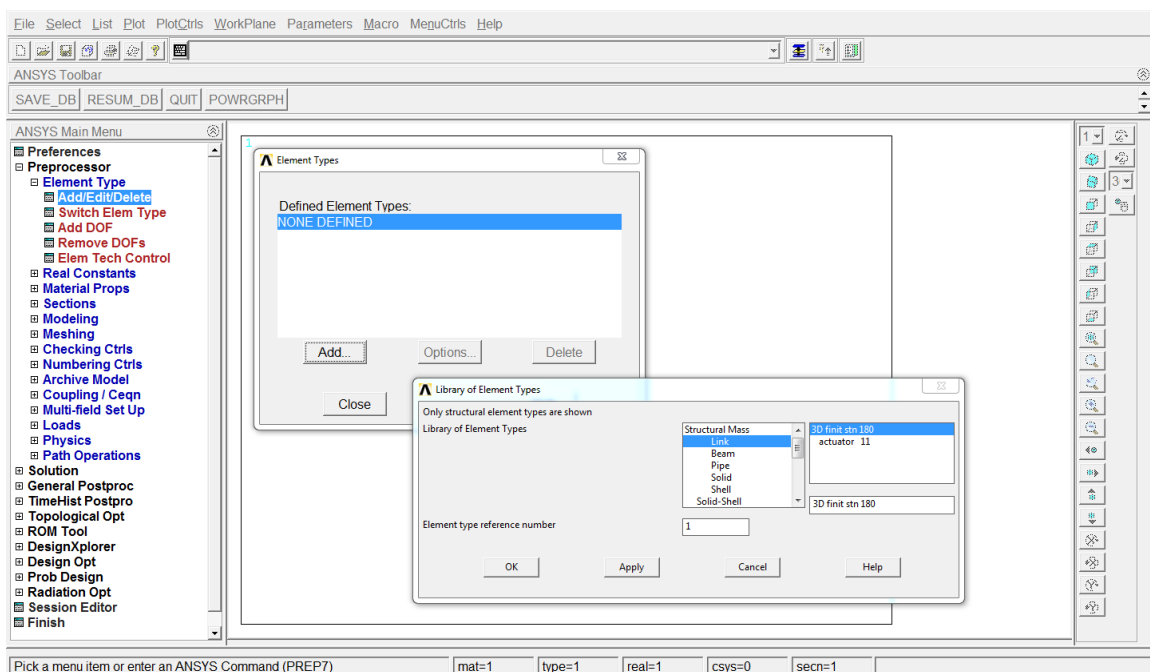 File Select List Plot PlotCtrls WorkPlane Parameters Macro MenuCtrls Help
ANSYS Toolbar
SAVE_DB RESUM_DB QUIT POWRGRPH
ANSYS Main Menu
Preferences
Preprocessor
Element Type
Add/Edit/Delete
Switch Elem Type
Add DOF
Remove DOFs
Elem Tech Control
Real Constants
Material Props
Sections
Modeling
Meshing
Checking Ctrls
Numbering Ctrls
Archive Model
Coupling / Ceqn
Multi-field Set Up
Loads
Physics
Path Operations
Solution
General Postproc
TimeHist Postpro
Topological Opt
ROM Tool
DesignXplorer
Design Opt
Prob Design
Radiation Opt
Session Editor
Finish
1
Element Types
Defined Element Types:
NONE DEFINED
Add... Options... Delete
Close
Library of Element Types
Only structural element types are shown
Library of Element Types
Structural Mass
Link
Beam
Pipe
Solid
Shell
Solid-Shell
3D finit stn 180
actuator 11
3D finit stn 180
Element type reference number
1
OK Apply Cancel Help
1
3
Pick a menu item or enter an ANSYS Command (PREP7) mat=1 type=1 real=1 csys=0 secn=1